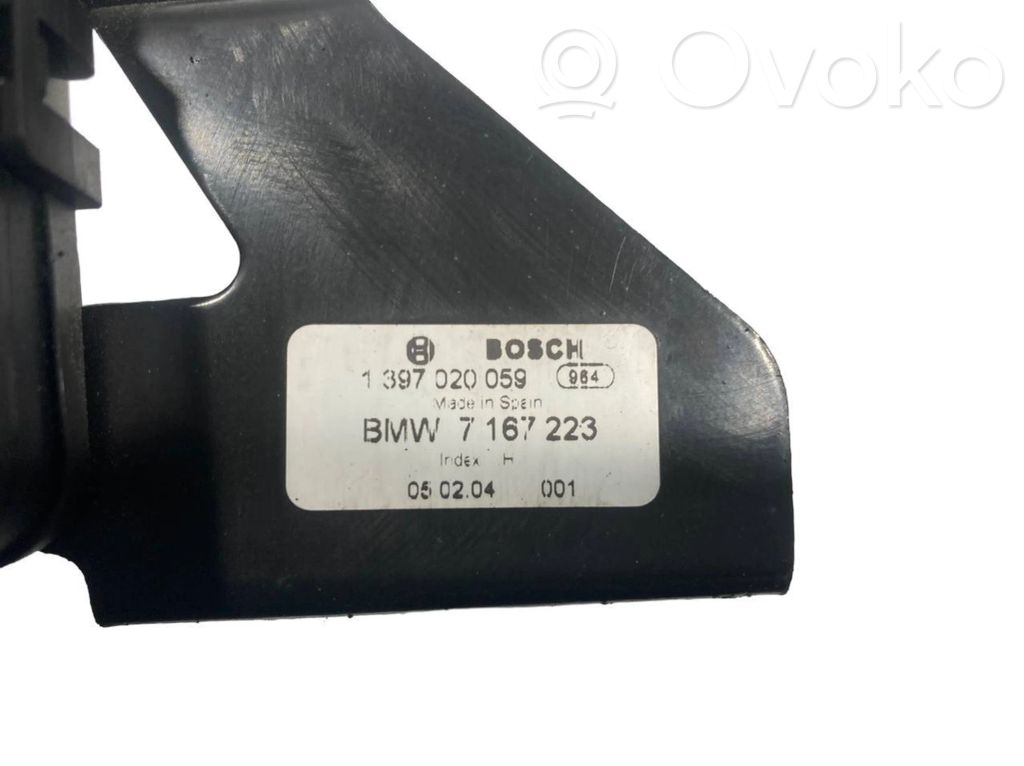 Ovoko
BOSCH
1 397 020 059 964
Made in Spain
BMW 7 167 223
Index H
05 02.04 001